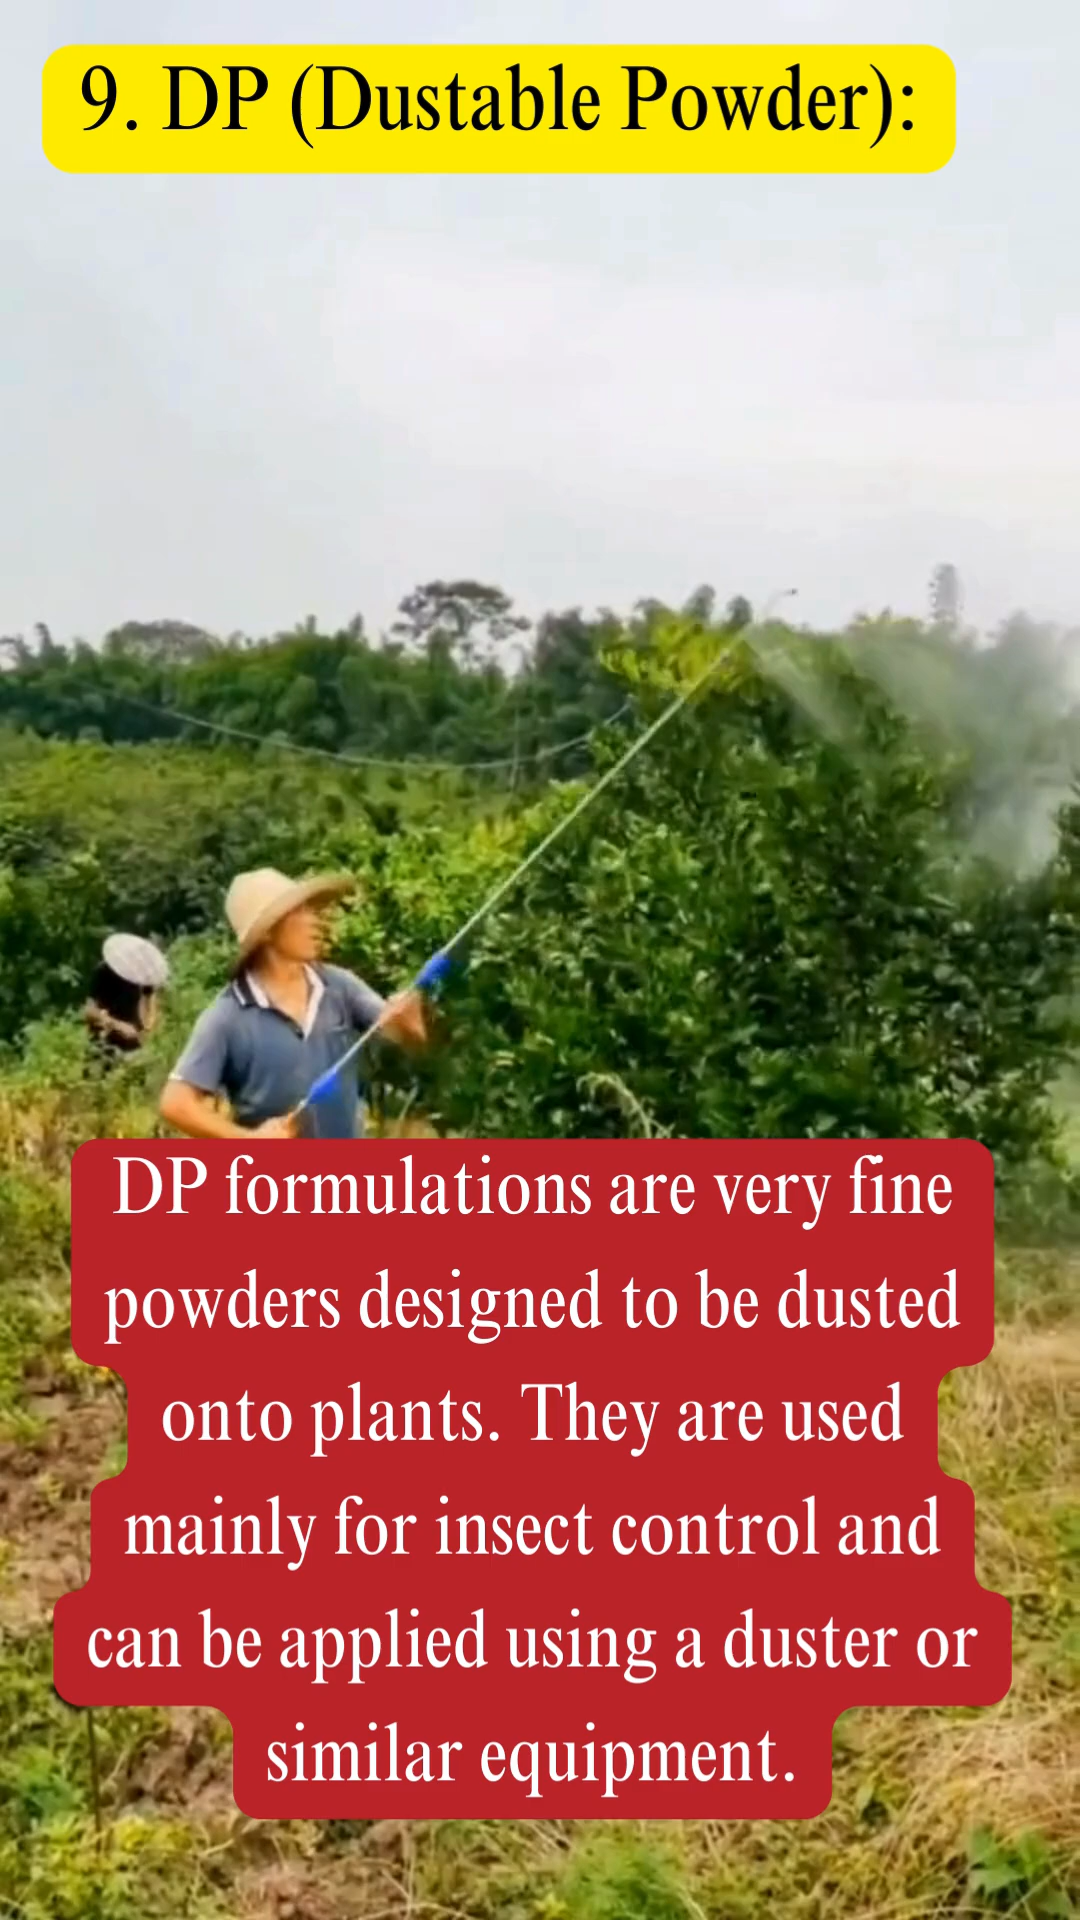 9. DP (Dustable Powder):
DP formulations are very fine
powders designed to be dusted
onto plants. They are used
mainly for insect control and
can be applied using a duster or
similar equipment.